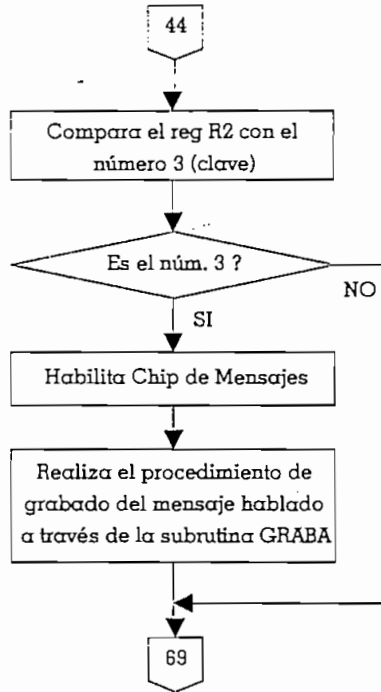 44
Compara el reg R2 con el
número 3 (clave)
Es el núm. 3 ?
NO
SI
Habilita Chip de Mensajes
Realiza el procedimiento de
grabado del mensaje hablado
a través de la subrutina GRABA
69